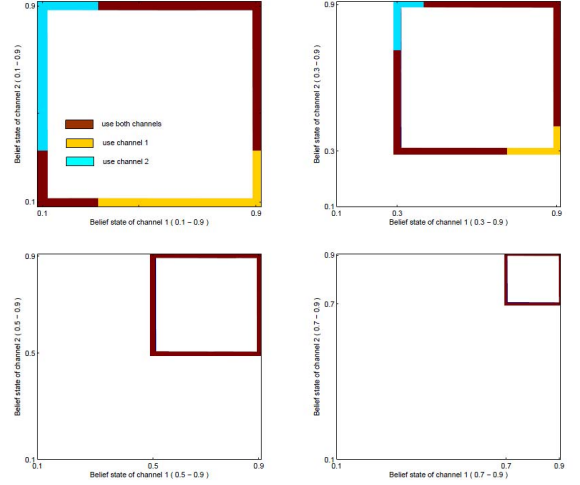 0.9
Belief state of channel 2 ( 0.1 − 0.9 )
use both channels
use channel 1
use channel 2
0.1
0.1
0.9
Belief state of channel 1 ( 0.1 − 0.9 )
0.9
Belief state of channel 2 ( 0.3 − 0.9 )
0.3
0.1
0.1
0.3
0.9
Belief state of channel 1 ( 0.3 − 0.9 )
0.9
Belief state of channel 2 ( 0.5 − 0.9 )
0.5
0.1
0.1
0.5
0.9
Belief state of channel 1 ( 0.5 − 0.9 )
0.9
Belief state of channel 2 ( 0.7 − 0.9 )
0.7
0.1
0.1
0.7
0.9
Belief state of channel 1 ( 0.7 − 0.9 )